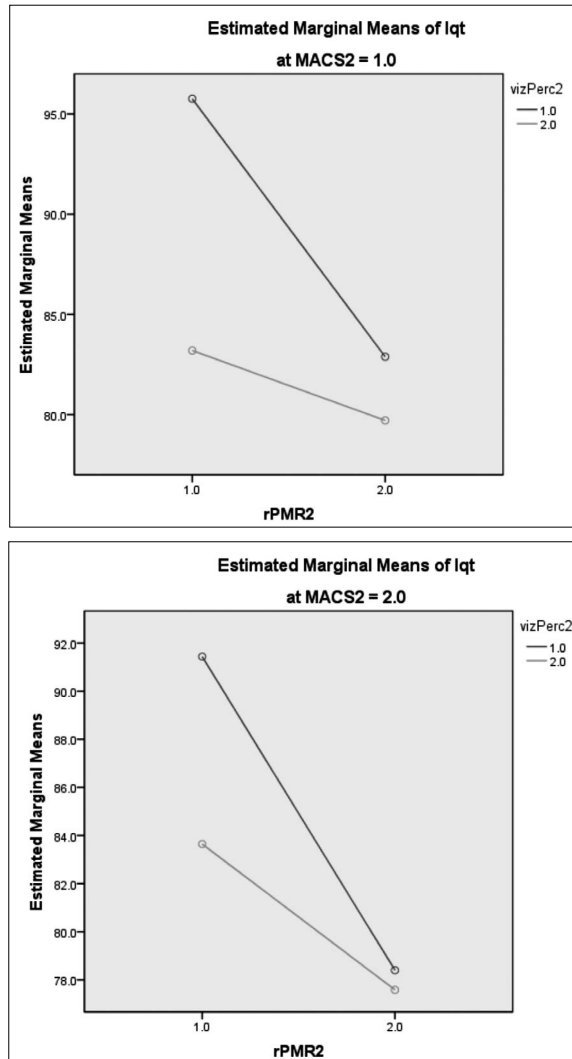 Estimated Marginal Means of Iqt
at MACS2 = 1.0
vizPerc2
1.0
2.0
Estimated Marginal Means
95.0
90.0
85.0
80.0
1.0
2.0
rPMR2
Estimated Marginal Means of Iqt
at MACS2 = 2.0
vizPerc2
1.0
2.0
Estimated Marginal Means
92.0
90.0
88.0
86.0
84.0
82.0
80.0
78.0
1.0
2.0
rPMR2